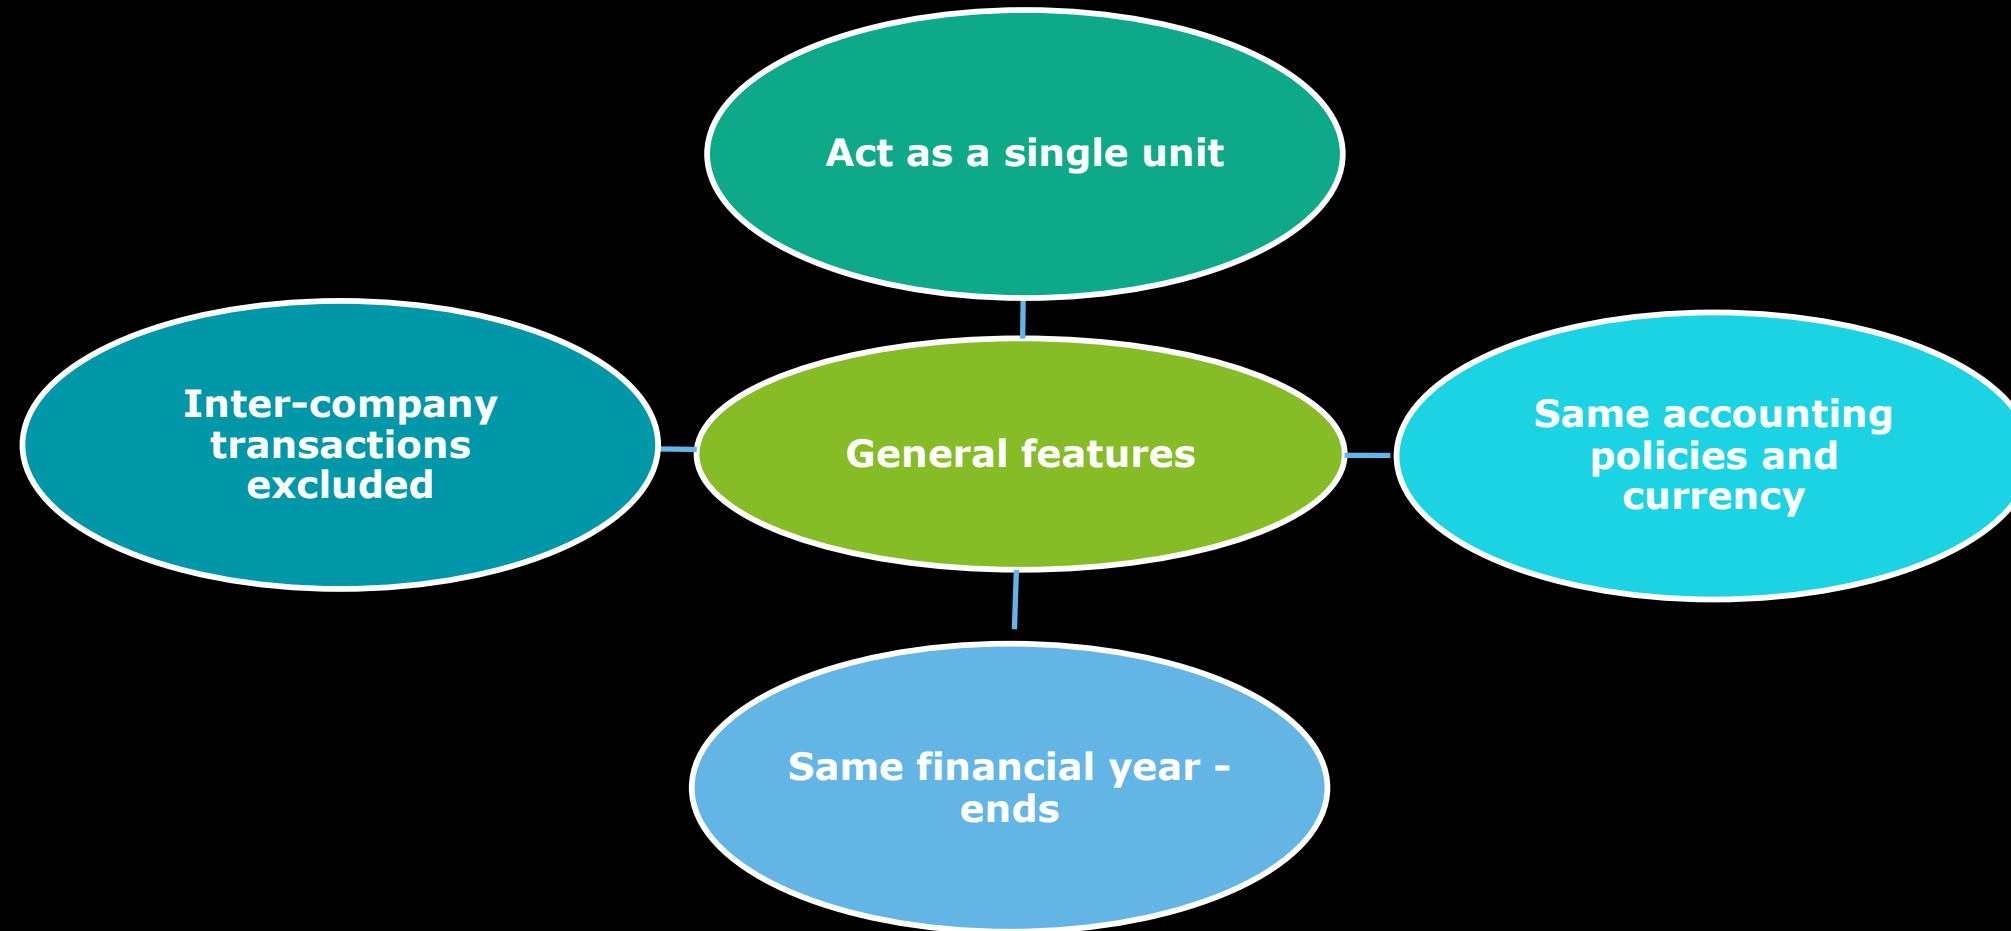 Act as a single unit
Inter-company
transactions
excluded
General features
Same accounting
policies and
currency
Same financial year -
ends